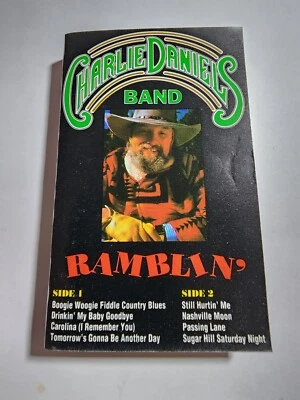 CHARLIE DANIELS
BAND
RAMBLIN'
SIDE 1
Boogie Woogie Fiddle Country Blues
Drinkin' My Baby Goodbye
Carolina (I Remember You)
Tomorrow's Gonna Be Another Day
SIDE 2
Still Hurtin' Me
Nashville Moon
Passing Lane
Sugar Hill Saturday Night